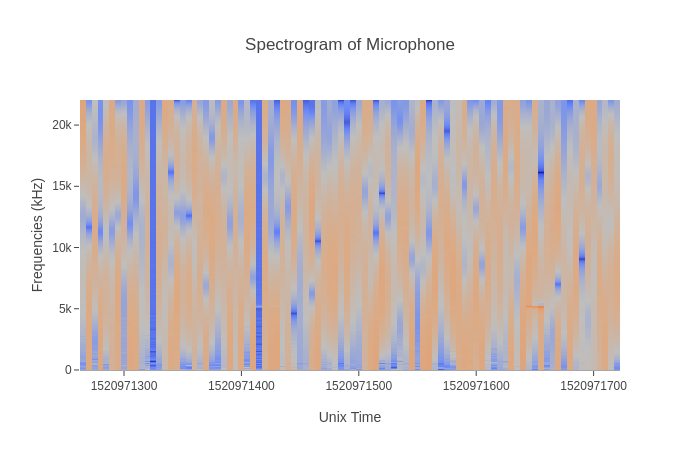 Spectrogram of Microphone
20k
15k
10k
5k
0
Frequencies (kHz)
1520971300 1520971400 1520971500 1520971600 1520971700
Unix Time